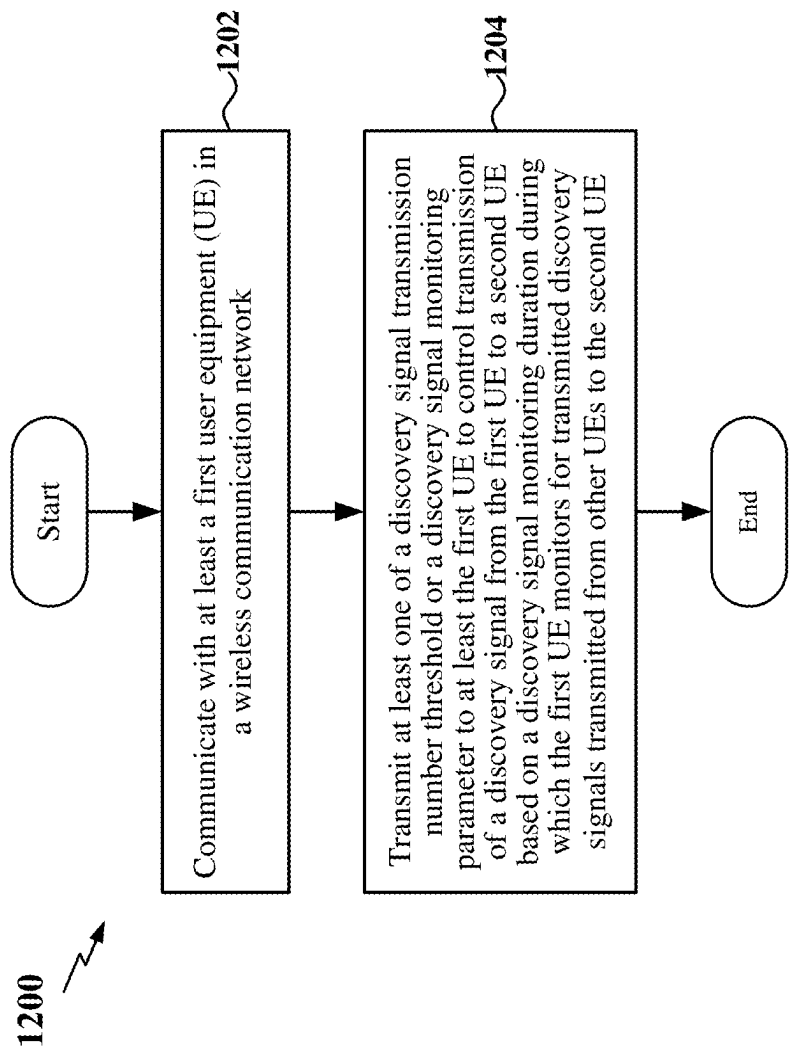 1200
Start
Communicate with at least a first user equipment (UE) in
a wireless communication network
1202
Transmit at least one of a discovery signal transmission
number threshold or a discovery signal monitoring
parameter to at least the first UE to control transmission
of a discovery signal from the first UE to a second UE
based on a discovery signal monitoring duration during
which the first UE monitors for transmitted discovery
signals transmitted from other UEs to the second UE
1204
End